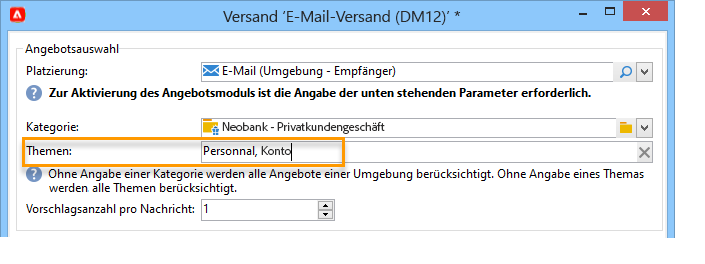 Versand 'E-Mail-Versand (DM12)' *
Angebotsauswahl
Platzierung: E-Mail (Umgebung - Empfänger)
Zur Aktivierung des Angebotsmoduls ist die Angabe der unten stehenden Parameter erforderlich.
Kategorie: Neobank - Privatkundengeschäft
Themen: Personnal, Konto
Ohne Angabe einer Kategorie werden alle Angebote einer Umgebung berücksichtigt. Ohne Angabe eines Themas
werden alle Themen berücksichtigt.
Vorschlagsanzahl pro Nachricht: 1